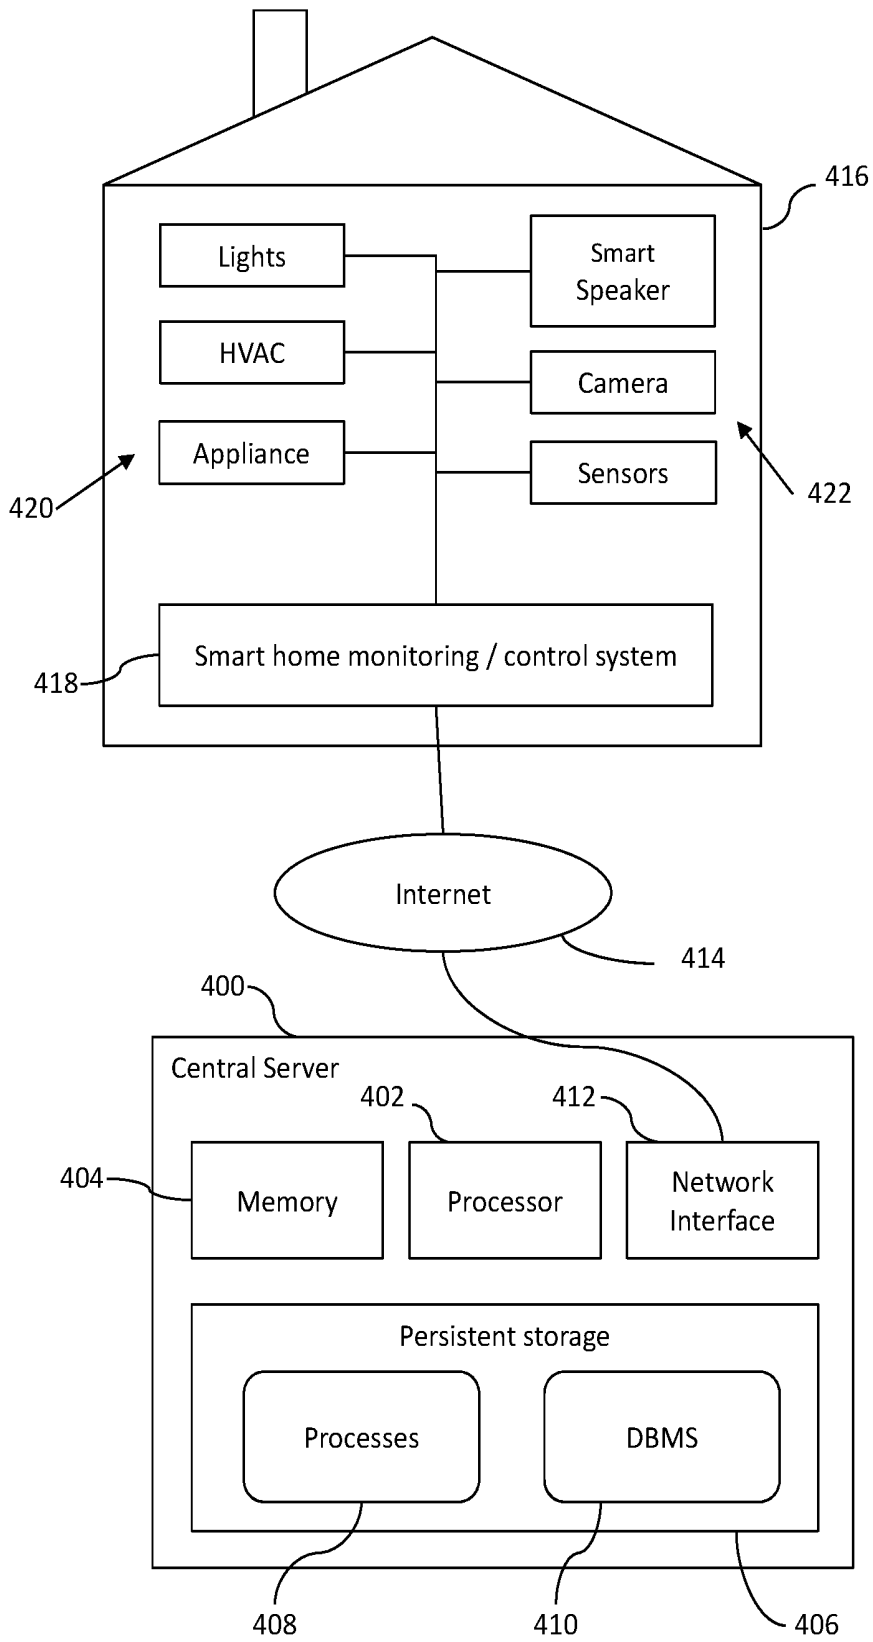 416
Lights
Smart
Speaker
HVAC
Camera
Appliance
Sensors
420
422
Smart home monitoring / control system
418
Internet
414
400
Central Server
402
412
404
Memory
Processor
Network
Interface
Persistent storage
Processes
DBMS
408
410
406